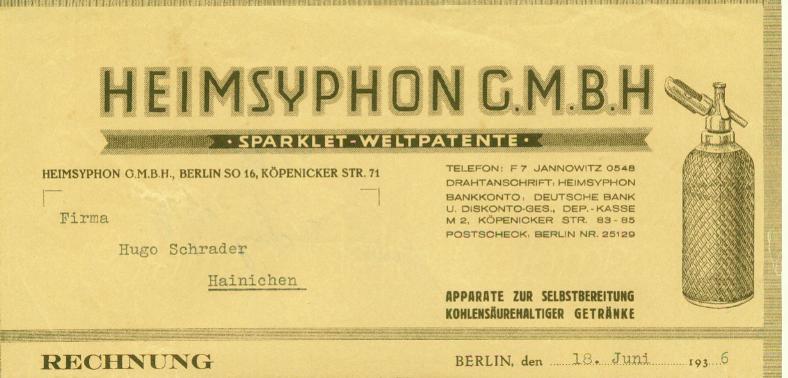 HEIMSYPHON G.M.B.H
· SPARKLET-WELTPATENTE ·
HEIMSYPHON G.M.B.H., BERLIN SO 16, KÖPENICKER STR. 71
TELEFON: F 7 JANNOWITZ 0548
DRAHTANSCHRIFT: HEIMSYPHON
BANKKONTO: DEUTSCHE BANK
U. DISKONTO-GES., DEP.-KASSE
M 2, KÖPENICKER STR. 83-85
POSTSCHECK: BERLIN NR. 25129
Firma
Hugo Schrader
Hainichen
APPARATE ZUR SELBSTBEREITUNG
KOHLENSÄUREHALTIGER GETRÄNKE
RECHNUNG
BERLIN, den 18. Juni 1936